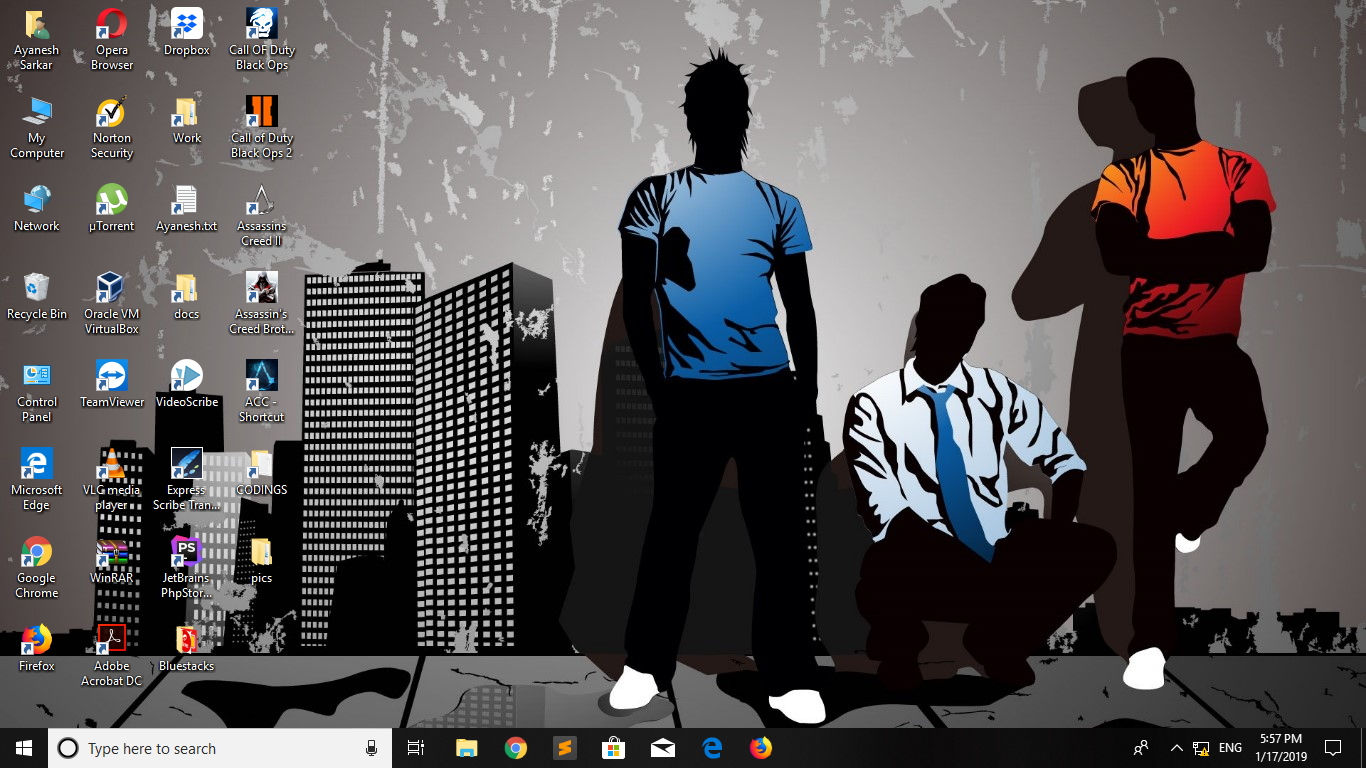 Ayanesh
Sarkar
Opera
Browser
Dropbox
Call OF Duty
Black Ops
My
Computer
Norton
Security
Work
Call of Duty
Black Ops 2
Network
µTorrent
Ayanesh.txt
Assassins
Creed II
Recycle Bin
Oracle VM
VirtualBox
docs
Assassin's
Creed Brot...
Control
Panel
TeamViewer
VideoScribe
ACC -
Shortcut
Microsoft
Edge
VLC media
player
Express
Scribe Tran...
CODINGS
Google
Chrome
WinRAR
PS
JetBrains
PhpStor...
pics
Firefox
Adobe
Acrobat DC
Bluestacks
Type here to search
ENG
5:57 PM
1/17/2019